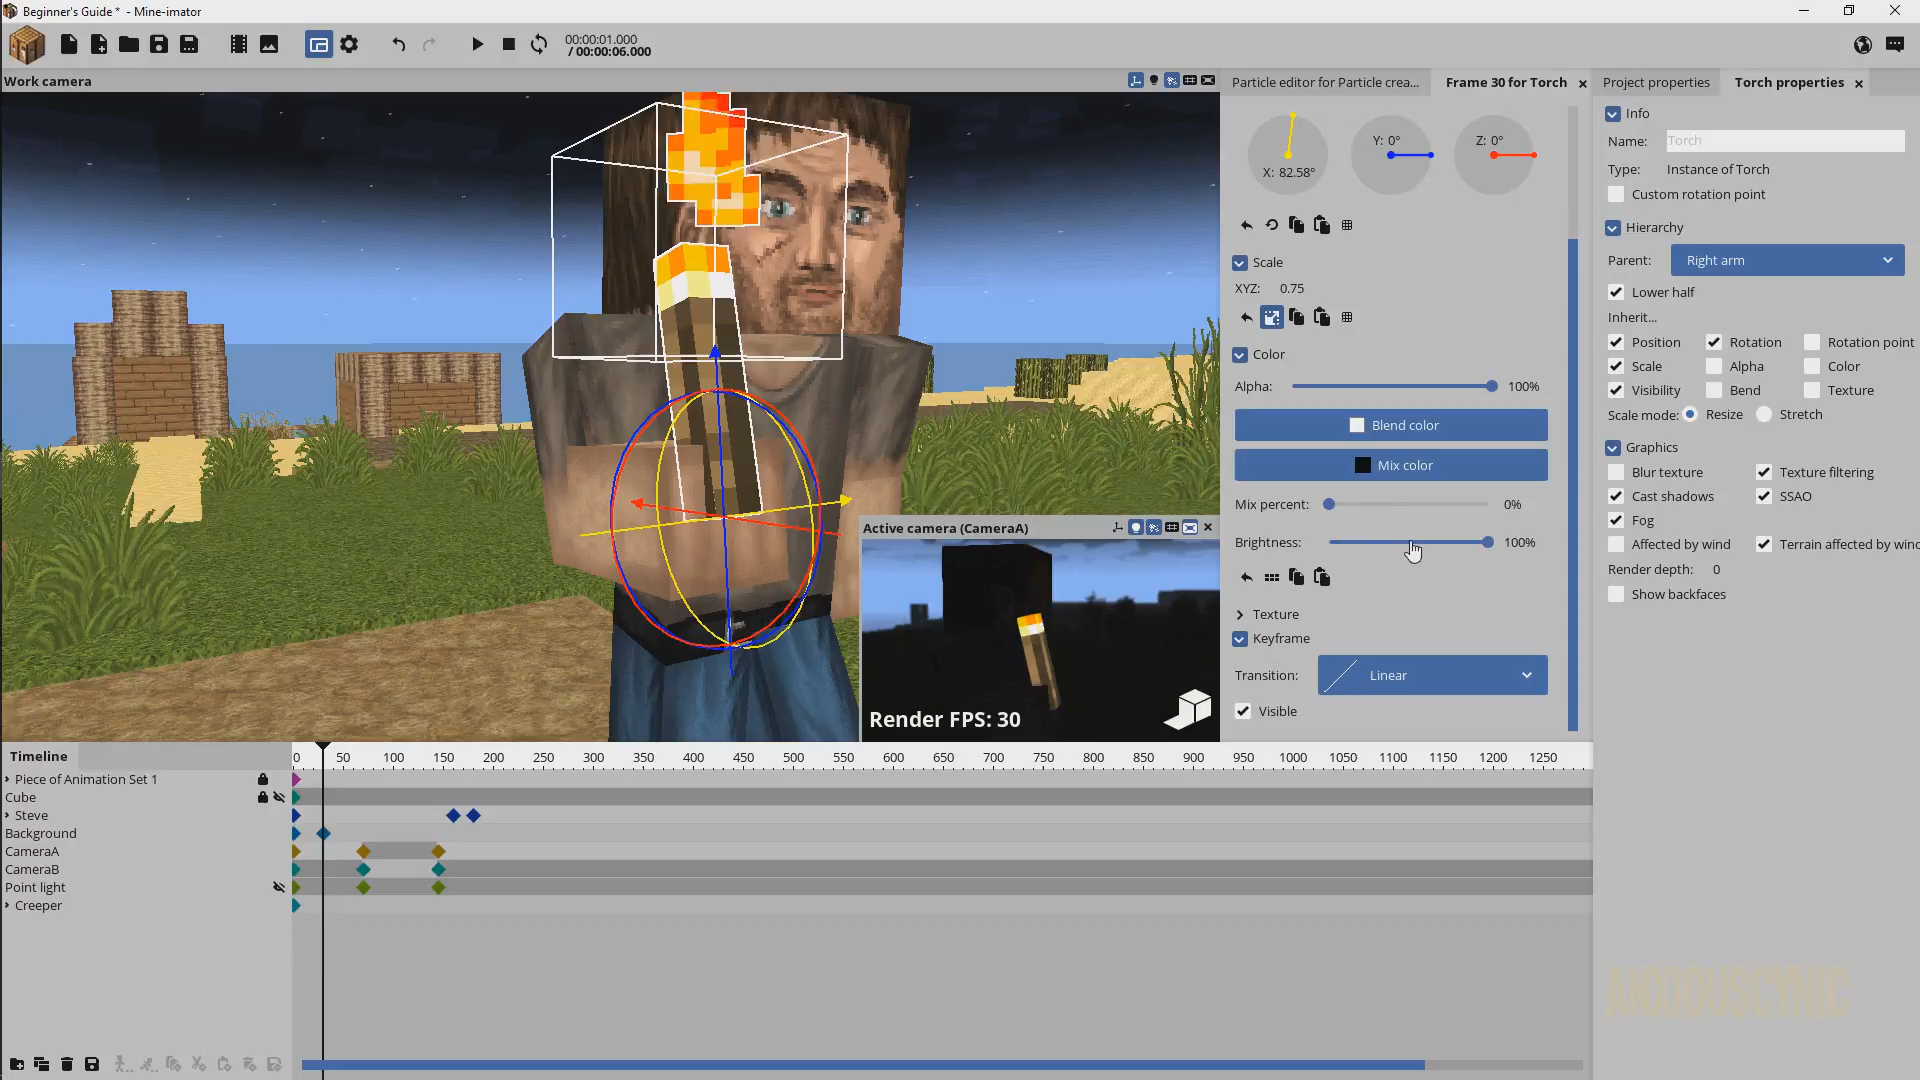 Beginner's Guide * - Mine-imator
00:00:01.000
/ 00:00:06.000
Work camera
Particle editor for Particle crea...
Frame 30 for Torch
Project properties
Torch properties
X: 82.58°
Y: 0°
Z: 0°
Scale
XYZ: 0.75
Color
Alpha: 100%
Blend color
Mix color
Mix percent: 0%
Brightness: 100%
Texture
Keyframe
Transition: Linear
Visible
Info
Name: Torch
Type: Instance of Torch
Custom rotation point
Hierarchy
Parent: Right arm
Lower half
Inherit...
Position Rotation Rotation point
Scale Alpha Color
Visibility Bend Texture
Scale mode: Resize Stretch
Graphics
Blur texture Texture filtering
Cast shadows SSAO
Fog
Affected by wind Terrain affected by wind
Render depth: 0
Show backfaces
Active camera (CameraA)
Render FPS: 30
Timeline
0 50 100 150 200 250 300 350 400 450 500 550 600 650 700 750 800 850 900 950 1000 1050 1100 1150 1200 1250
Piece of Animation Set 1
Cube
Steve
Background
CameraA
CameraB
Point light
Creeper
ANXIOUSCYNIC